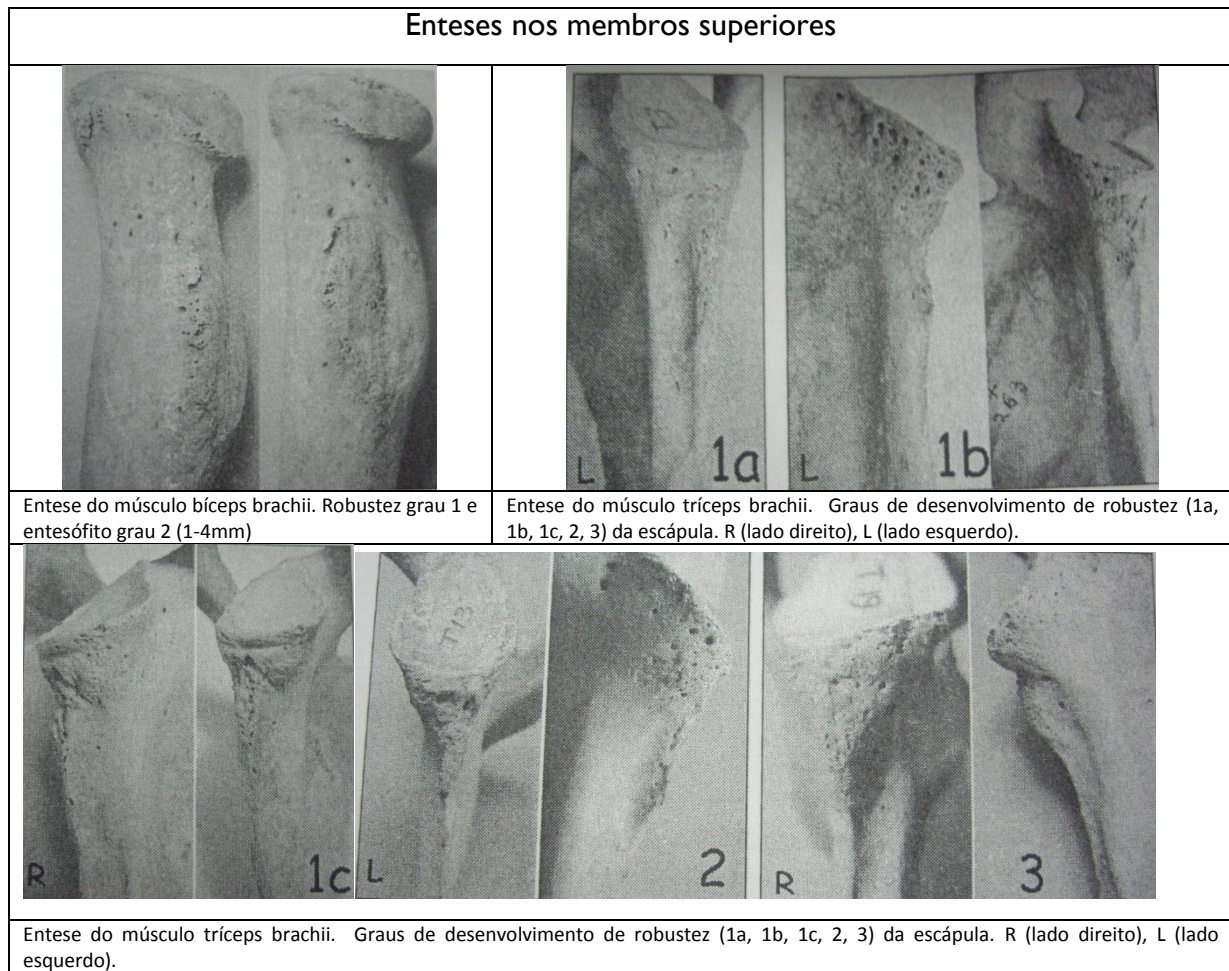 Enteses nos membros superiores
L
1a
L
1b
263
Entese do músculo bíceps brachii. Robustez grau 1 e
entesófito grau 2 (1-4mm)
Entese do músculo tríceps brachii. Graus de desenvolvimento de robustez (1a,
1b, 1c, 2, 3) da escápula. R (lado direito), L (lado esquerdo).
R
1c
L
T13
2
R
T19
3
Entese do músculo tríceps brachii. Graus de desenvolvimento de robustez (1a, 1b, 1c, 2, 3) da escápula. R (lado direito), L (lado
esquerdo).